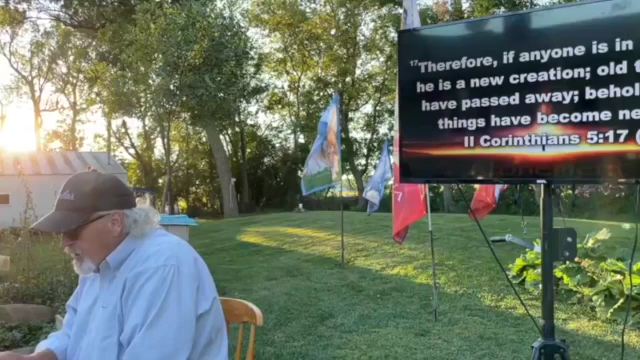 ¹⁷Therefore, if anyone is in
he is a new creation; old
have passed away; behol
things have become ne
II Corinthians 5:17 (